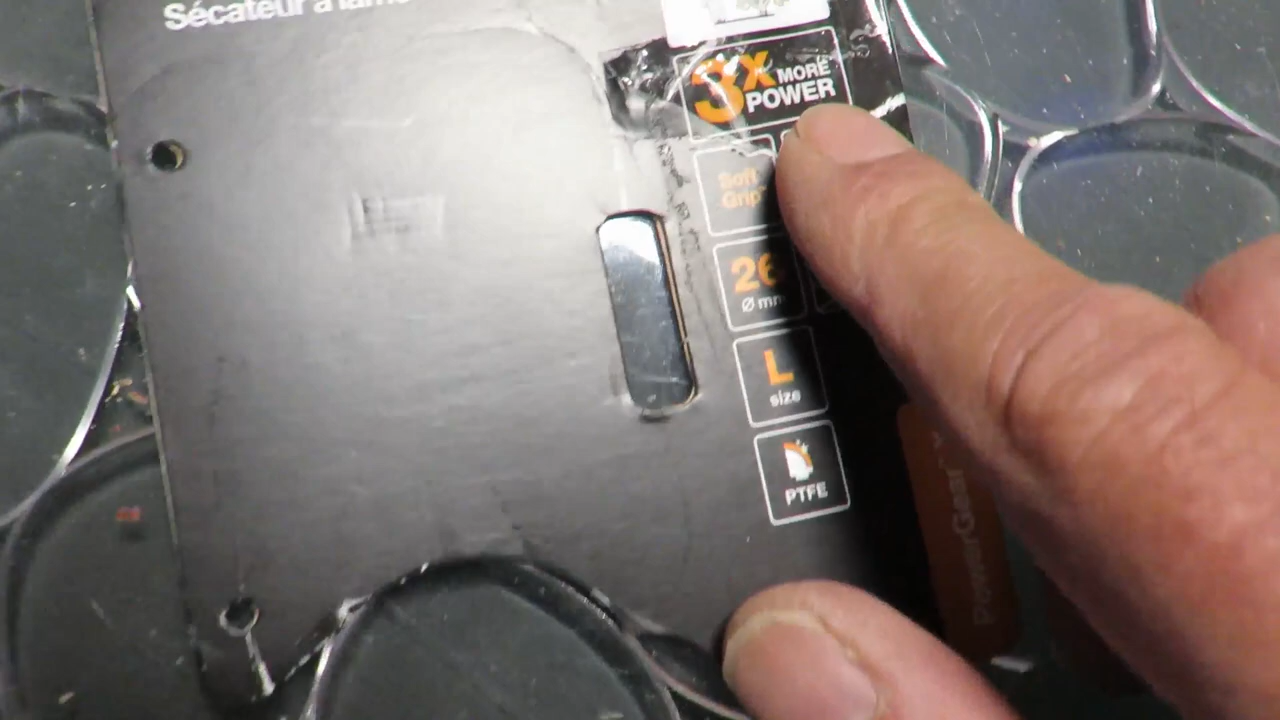 Sécateur à lame
3x MORE
POWER
Soft
Grip
26
Ø mm
L
size
PTFE
PowerGear